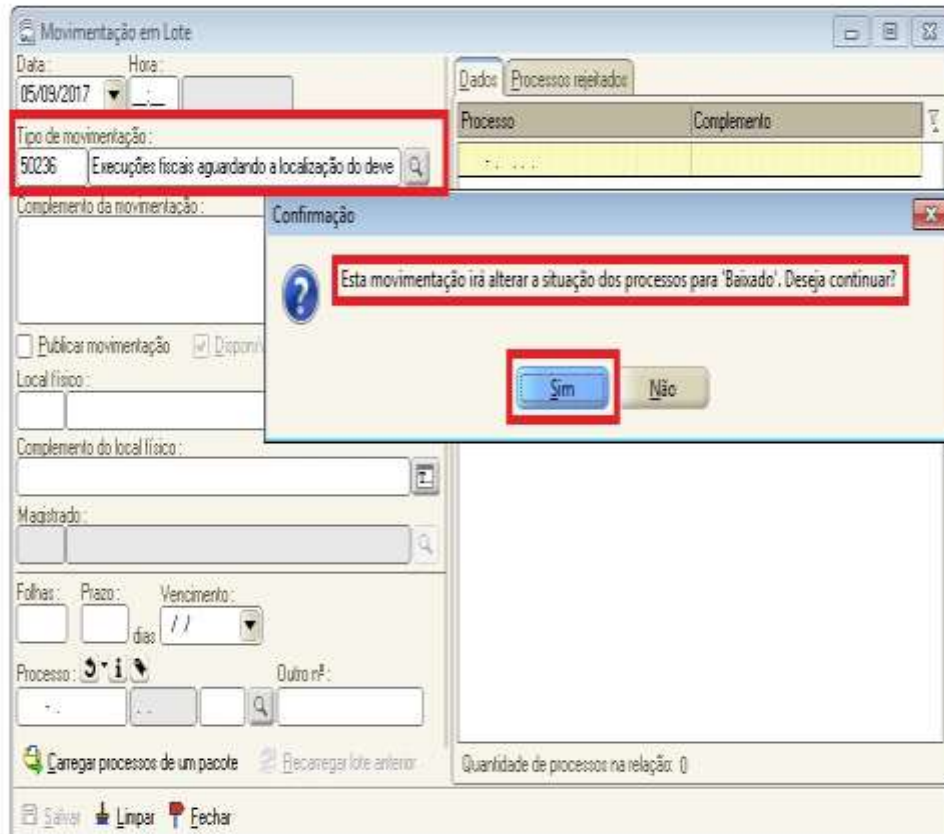 Movimentação em Lote
Data: Hora:
05/09/2017 __:__
Tipo de movimentação:
50236 Execuções fiscais aguardando a localização do deve
Complemento da movimentação:
Publicar movimentação
Local físico:
Complemento do local físico:
Magistrado:
Folhas: Prazo: Vencimento:
dias / /
Processo: Outro nº:
- . . .
Carregar processos de um pacote Recarregar lote anterior
Salvar Limpar Fechar
Dados Processos rejeitados
Processo Complemento
- . . . .
Confirmação
Esta movimentação irá alterar a situação dos processos para 'Baixado'. Deseja continuar?
Sim Não
Quantidade de processos na relação: 0